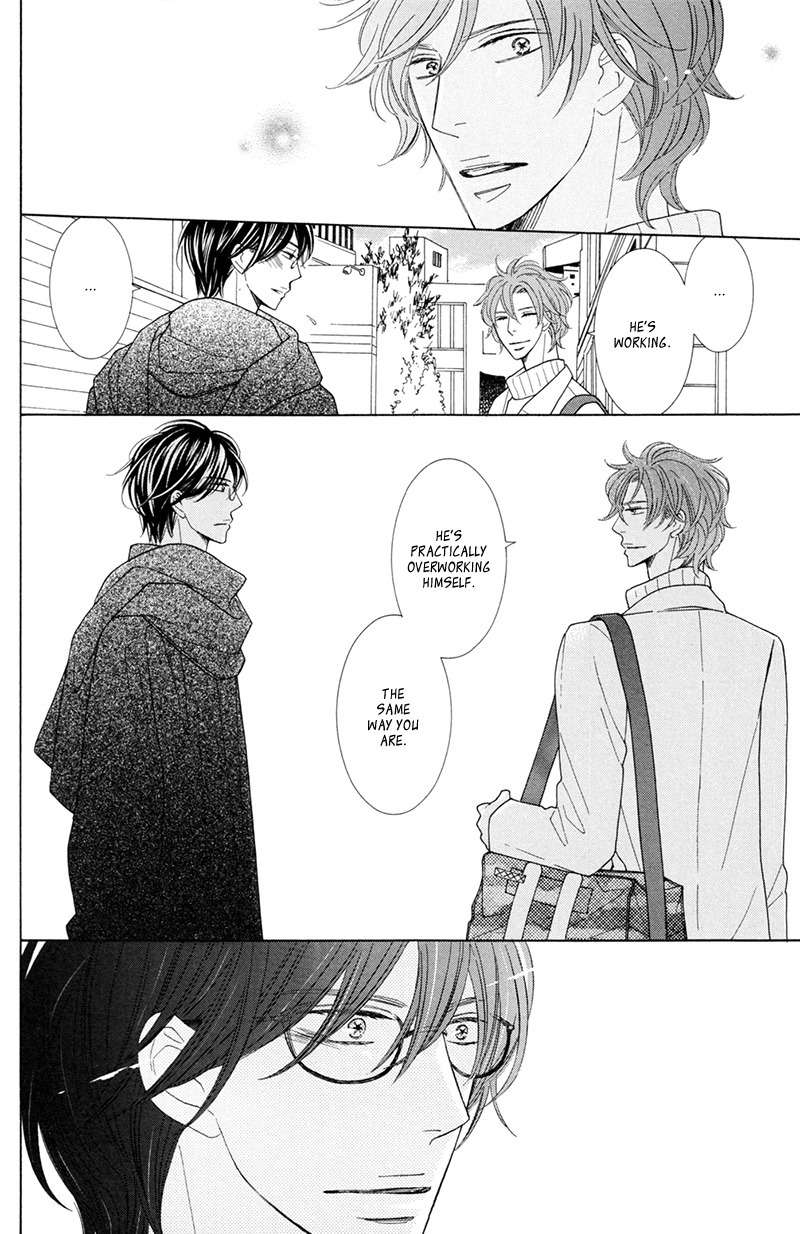 ...
HE'S
WORKING.
...
HE'S
PRACTICALLY
OVERWORKING
HIMSELF.
THE
SAME
WAY YOU
ARE.